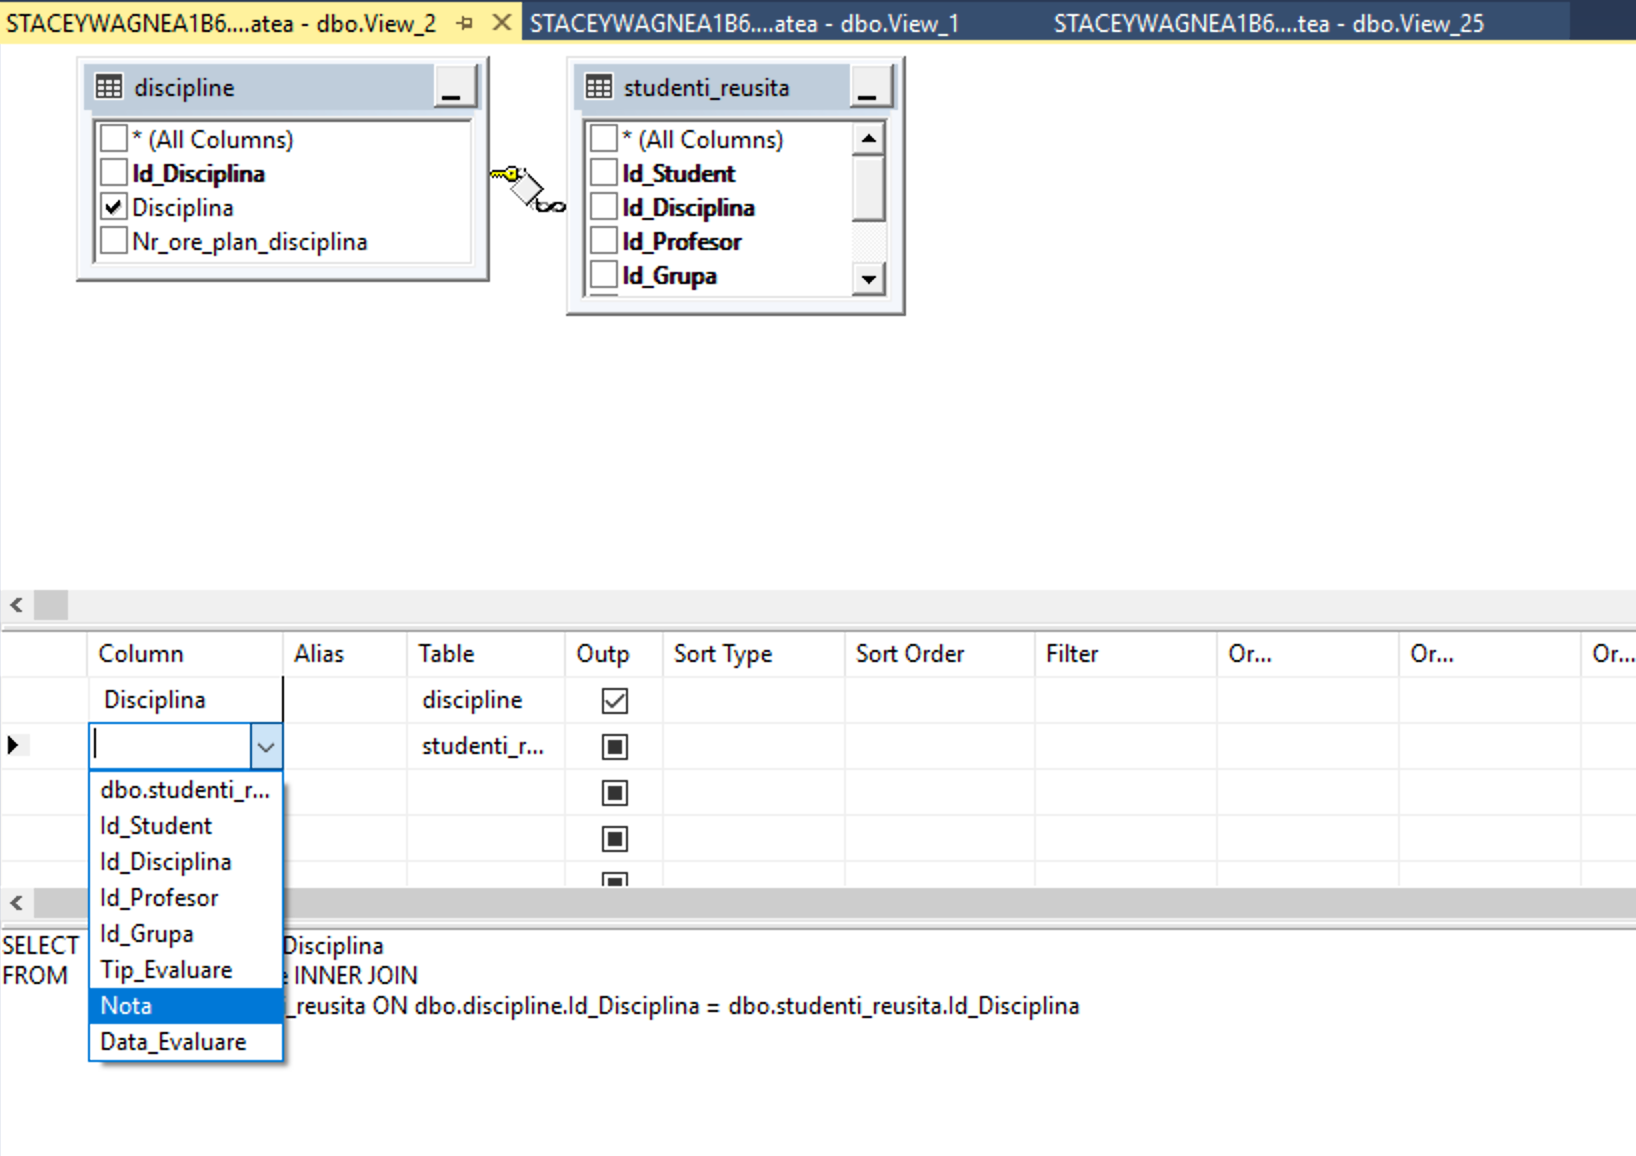 STACEYWAGNEA1B6....atea - dbo.View_2
STACEYWAGNEA1B6....atea - dbo.View_1
STACEYWAGNEA1B6....tea - dbo.View_25
discipline
* (All Columns)
Id_Disciplina
Disciplina
Nr_ore_plan_disciplina
studenti_reusita
* (All Columns)
Id_Student
Id_Disciplina
Id_Profesor
Id_Grupa
Column Alias Table Outp Sort Type Sort Order Filter Or... Or... Or...
Disciplina discipline
studenti_r...
dbo.studenti_r...
Id_Student
Id_Disciplina
Id_Profesor
Id_Grupa
Tip_Evaluare
Nota
Data_Evaluare
SELECT Disciplina
FROM INNER JOIN
_reusita ON dbo.discipline.Id_Disciplina = dbo.studenti_reusita.Id_Disciplina